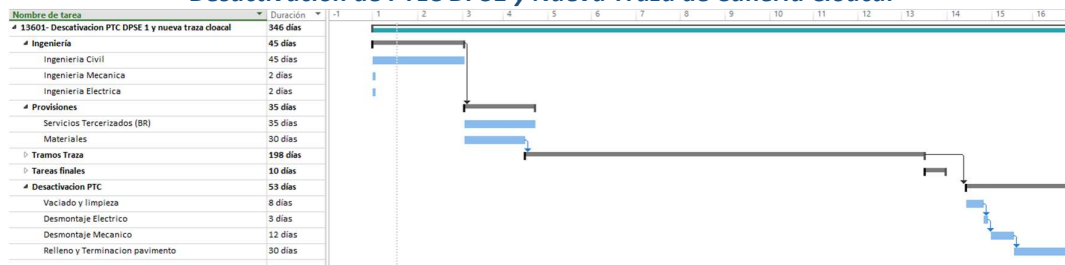 Nombre de tarea Duración -1 1 2 3 4 5 6 7 8 9 10 11 12 13 14 15 16
13601- Descativacion PTC DPSE 1 y nueva traza cloacal 346 días
Ingeniería 45 días
Ingenieria Civil 45 días
Ingenieria Mecanica 2 días
Ingenieria Electrica 2 días
Provisiones 35 días
Servicios Tercerizados (BR) 35 días
Materiales 30 días
Tramos Traza 198 días
Tareas finales 10 días
Desactivacion PTC 53 días
Vaciado y limpieza 8 días
Desmontaje Electrico 3 días
Desmontaje Mecanico 12 días
Relleno y Terminacion pavimento 30 días